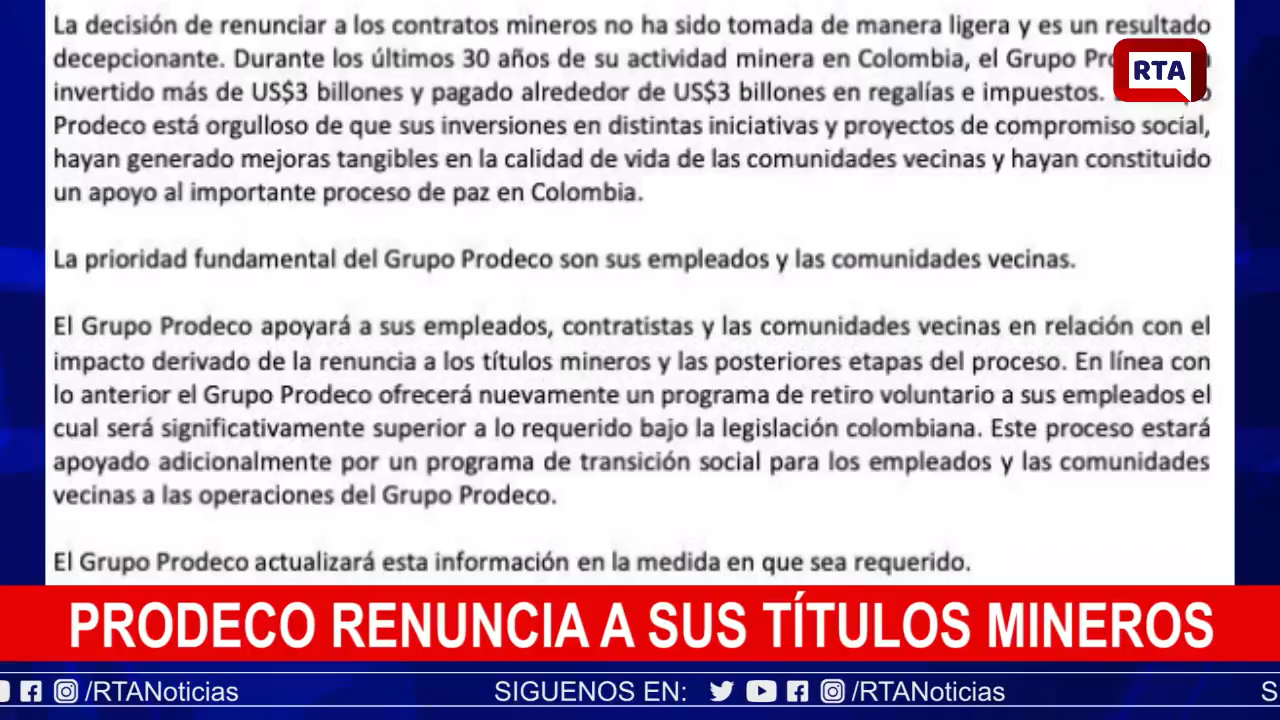 La decisión de renunciar a los contratos mineros no ha sido tomada de manera ligera y es un resultado
decepcionante. Durante los últimos 30 años de su actividad minera en Colombia, el Grupo
RTA
invertido más de US$3 billones y pagado alrededor de US$3 billones en regalías e impuestos.
Prodeco está orgulloso de que sus inversiones en distintas iniciativas y proyectos de compromiso social,
hayan generado mejoras tangibles en la calidad de vida de las comunidades vecinas y hayan constituido
un apoyo al importante proceso de paz en Colombia.
La prioridad fundamental del Grupo Prodeco son sus empleados y las comunidades vecinas.
El Grupo Prodeco apoyará a sus empleados, contratistas y las comunidades vecinas en relación con el
impacto derivado de la renuncia a los títulos mineros y las posteriores etapas del proceso. En línea con
lo anterior el Grupo Prodeco ofrecerá nuevamente un programa de retiro voluntario a sus empleados el
cual será significativamente superior a lo requerido bajo la legislación colombiana. Este proceso estará
apoyado adicionalmente por un programa de transición social para los empleados y las comunidades
vecinas a las operaciones del Grupo Prodeco.
El Grupo Prodeco actualizará esta información en la medida en que sea requerido.
PRODECO RENUNCIA A SUS TÍTULOS MINEROS
/RTANoticias SIGUENOS EN: /RTANoticias S